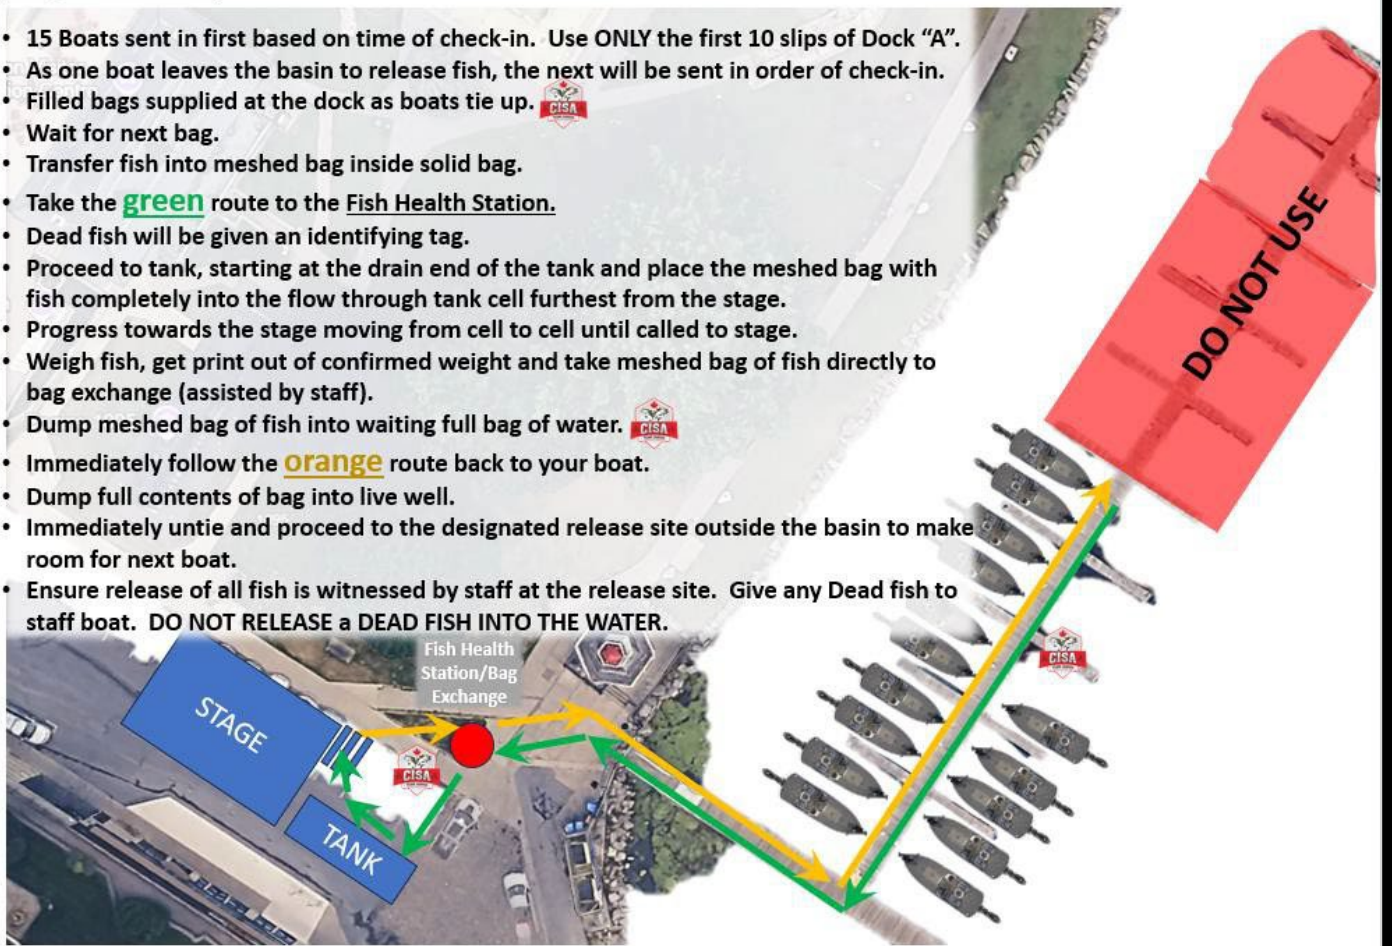 • 15 Boats sent in first based on time of check-in.  Use ONLY the first 10 slips of Dock “A”.
• As one boat leaves the basin to release fish, the next will be sent in order of check-in.
• Filled bags supplied at the dock as boats tie up.
CISA
• Wait for next bag.
• Transfer fish into meshed bag inside solid bag.
• Take the green route to the Fish Health Station.
• Dead fish will be given an identifying tag.
• Proceed to tank, starting at the drain end of the tank and place the meshed bag with
fish completely into the flow through tank cell furthest from the stage.
• Progress towards the stage moving from cell to cell until called to stage.
• Weigh fish, get print out of confirmed weight and take meshed bag of fish directly to
bag exchange (assisted by staff).
• Dump meshed bag of fish into waiting full bag of water.
CISA
• Immediately follow the orange route back to your boat.
• Dump full contents of bag into live well.
• Immediately untie and proceed to the designated release site outside the basin to make
room for next boat.
• Ensure release of all fish is witnessed by staff at the release site.  Give any Dead fish to
staff boat.  DO NOT RELEASE a DEAD FISH INTO THE WATER.
DO NOT USE
Fish Health
Station/Bag
Exchange
CISA
STAGE
CISA
TANK